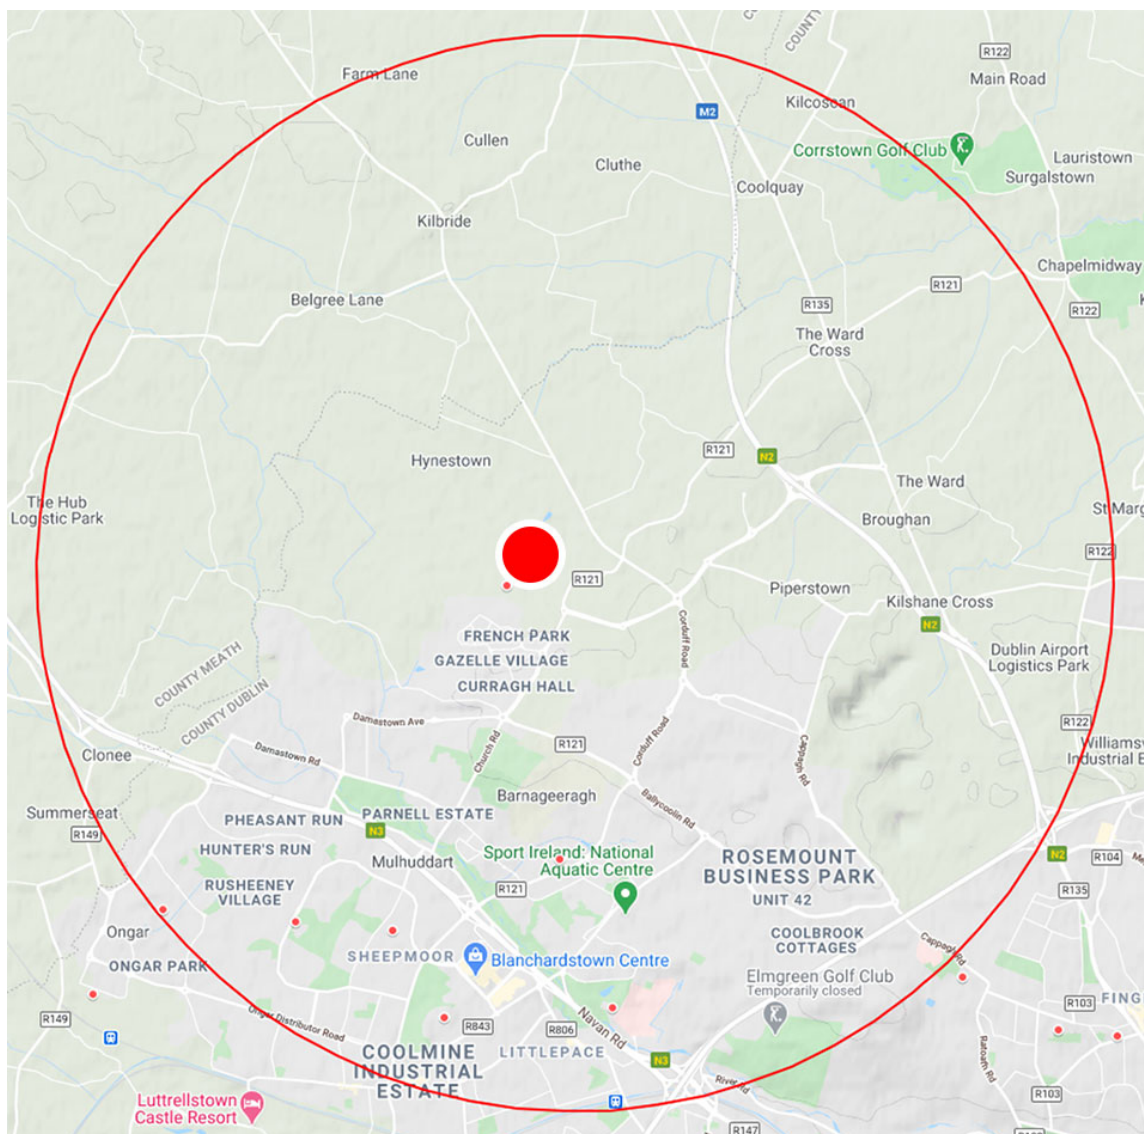 R122
Main Road
Farm Lane
M2
Kilcoscan
Cullen
Corrstown Golf Club
Lauristown
Cluthe
Surgalstown
Coolquay
Kilbride
Chapelmidway
R121
Belgree Lane
R135
R122
The Ward
Cross
R121
N2
Hynestown
The Ward
The Hub
Logistic Park
Broughan
R122
R121
Piperstown
Kilshane Cross
N2
Corduff Road
FRENCH PARK
GAZELLE VILLAGE
Dublin Airport
Logistics Park
COUNTY MEATH
CURRAGH HALL
COUNTY DUBLIN
Damastown Ave
R122
Church Rd
R121
Corduff Road
Cappagh Rd
Clonee
Damastown Rd
Industrial E
Barnageeragh
Ballycoolin Rd
Summerseat
R149
PHEASANT RUN
PARNELL ESTATE
N3
HUNTER'S RUN
Mulhuddart
Sport Ireland: National
Aquatic Centre
ROSEMOUNT
BUSINESS PARK
UNIT 42
N2
R104
RUSHEENEY
VILLAGE
R121
R135
Ongar
COOLBROOK
COTTAGES
Cappagh Rd
ONGAR PARK
SHEEPMOOR
Blanchardstown Centre
Elmgreen Golf Club
Temporarily closed
R103
FING
R149
Ongar Distributor Road
R843
R806
Navan Rd
COOLMINE
INDUSTRIAL
ESTATE
LITTLEPACE
N3
River Rd
Ratoath Rd
R103
Luttrellstown
Castle Resort
R147